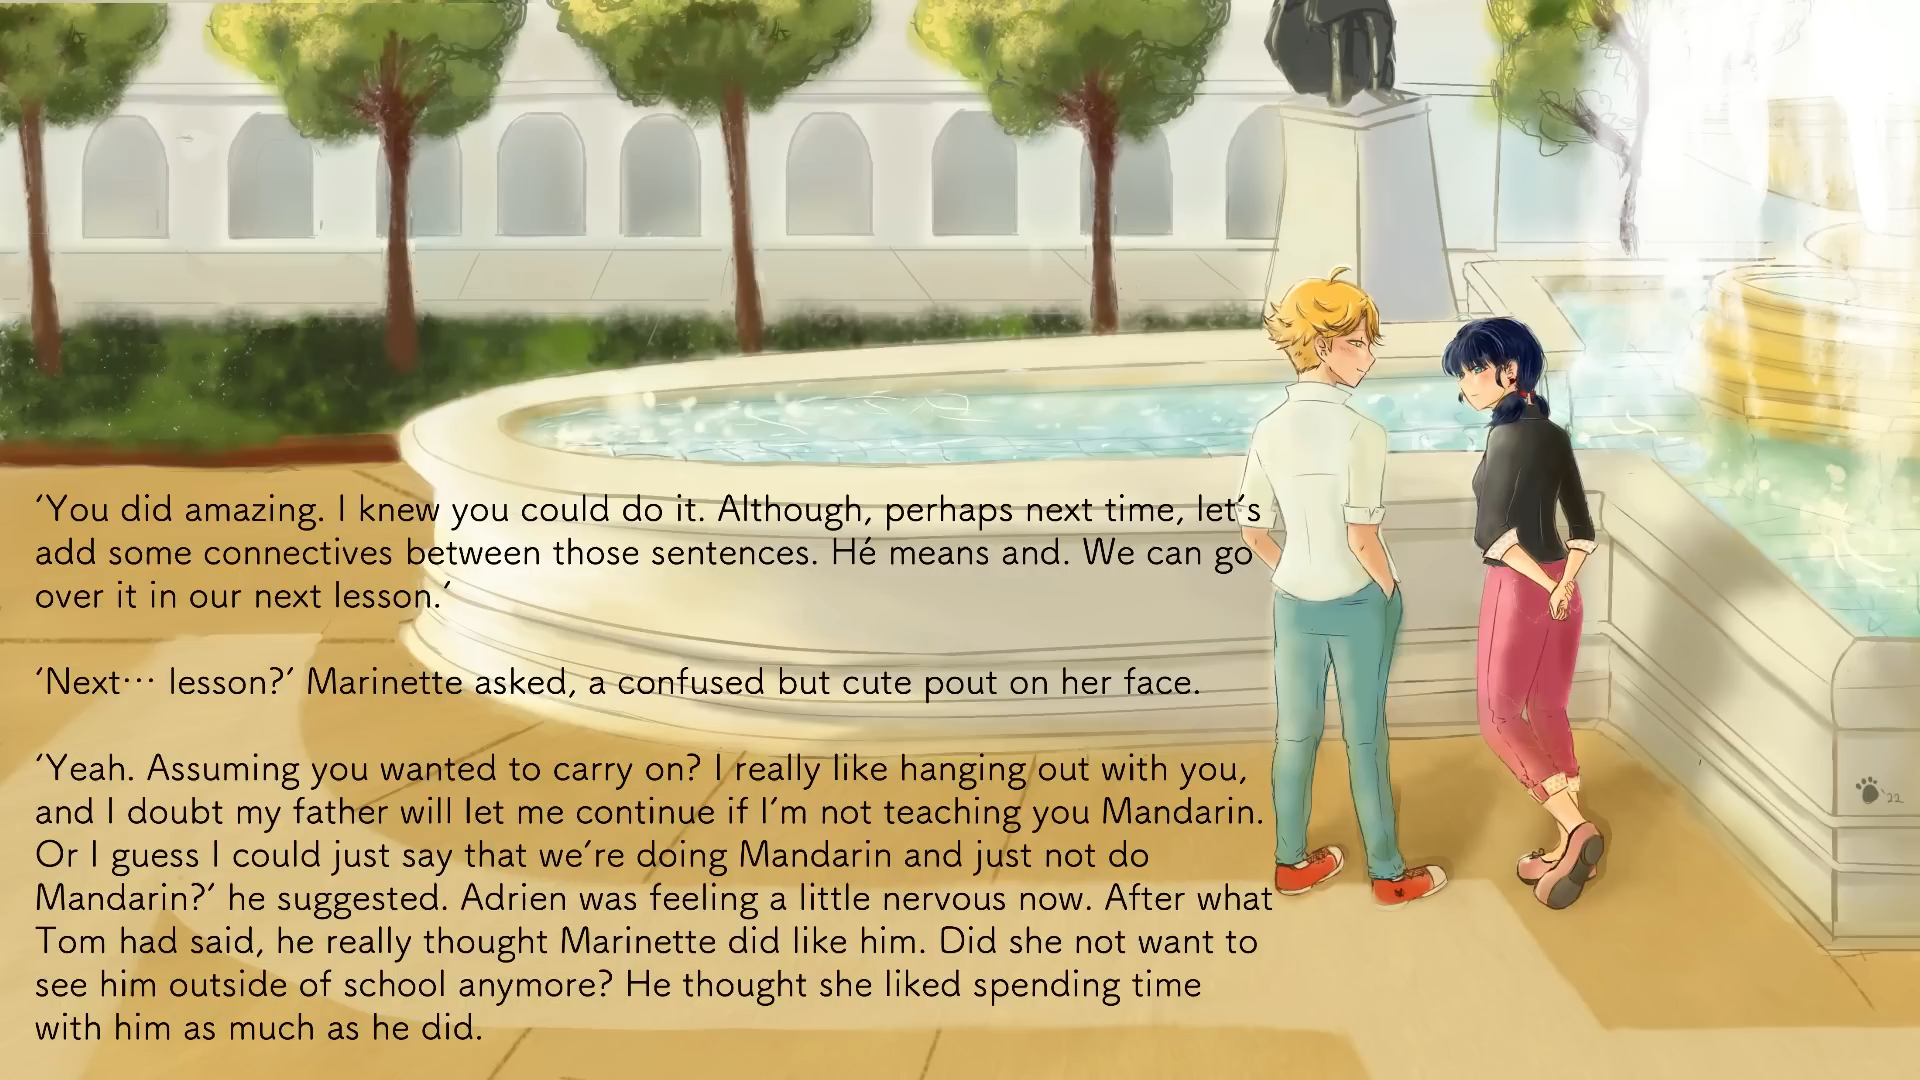 ‘You did amazing. I knew you could do it. Although, perhaps next time, let’s
add some connectives between those sentences. Hé means and. We can go
over it in our next lesson.’
‘Next… lesson?’ Marinette asked, a confused but cute pout on her face.
‘Yeah. Assuming you wanted to carry on? I really like hanging out with you,
and I doubt my father will let me continue if I’m not teaching you Mandarin.
Or I guess I could just say that we’re doing Mandarin and just not do
Mandarin?’ he suggested. Adrien was feeling a little nervous now. After what
Tom had said, he really thought Marinette did like him. Did she not want to
see him outside of school anymore? He thought she liked spending time
with him as much as he did.
'22